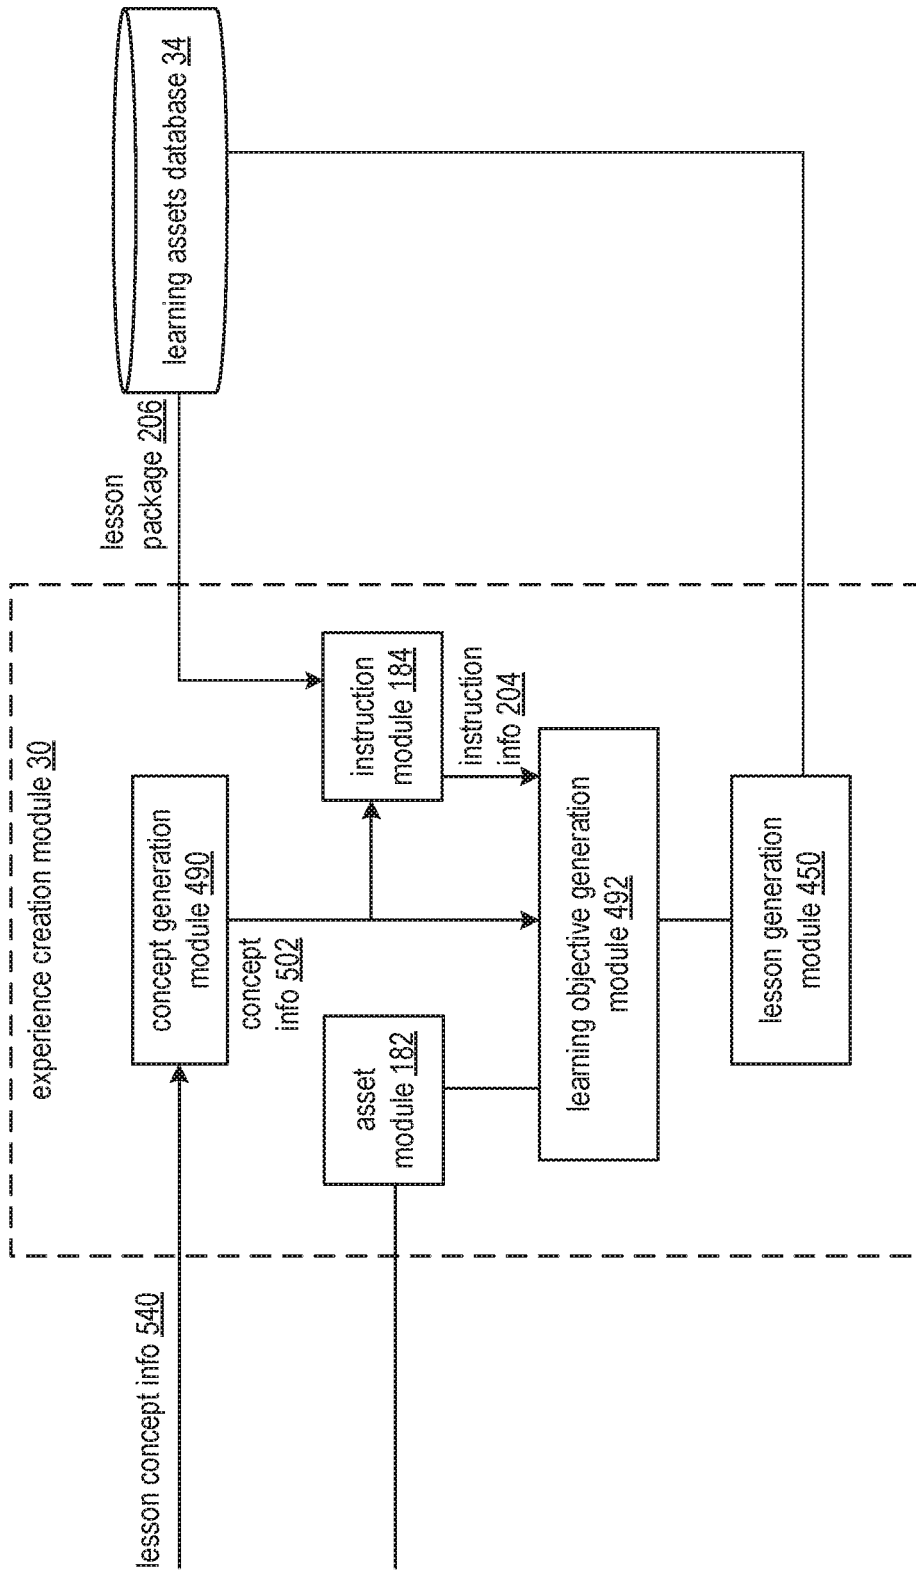 experience creation module 30
lesson concept info 540
concept generation
module 490
lesson
package 206
learning assets database 34
concept
info 502
asset
module 182
instruction
module 184
instruction
info 204
learning objective generation
module 492
lesson generation
module 450